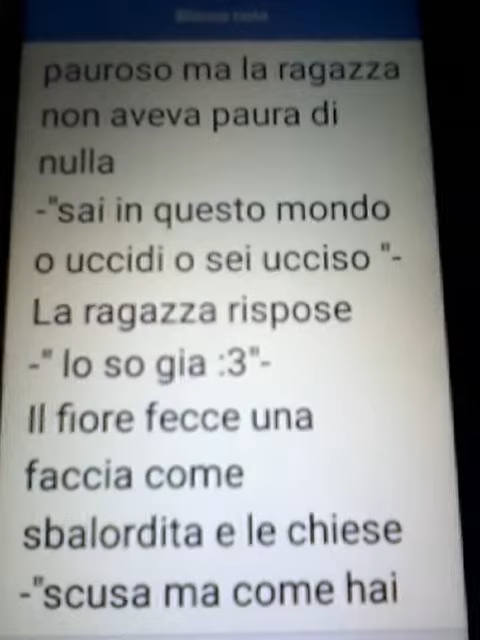 pauroso ma la ragazza
non aveva paura di
nulla
-"sai in questo mondo
o uccidi o sei ucciso "-
La ragazza rispose
-" lo so gia :3"-
Il fiore fecce una
faccia come
sbalordita e le chiese
-"scusa ma come hai